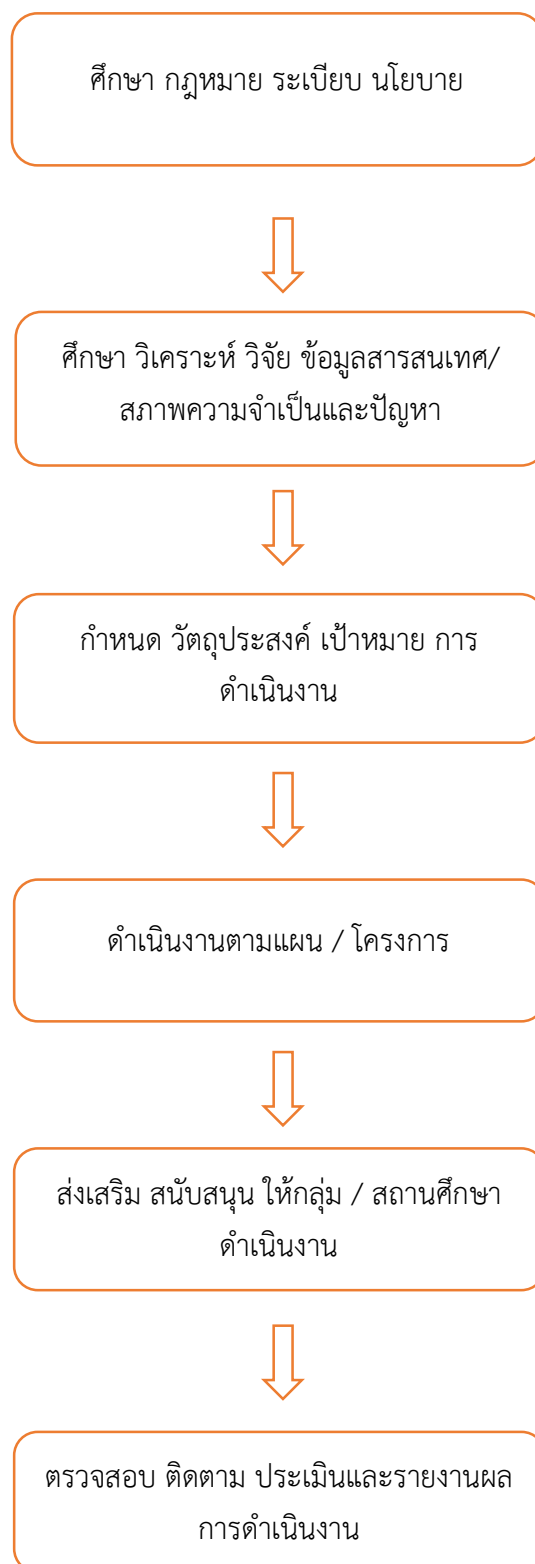 ศึกษา กฎหมาย ระเบียบ นโยบาย
ศึกษา วิเคราะห์ วิจัย ข้อมูลสารสนเทศ/
สภาพความจำเป็นและปัญหา
กำหนด วัตถุประสงค์ เป้าหมาย การ
ดำเนินงาน
ดำเนินงานตามแผน / โครงการ
ส่งเสริม สนับสนุน ให้กลุ่ม / สถานศึกษา
ดำเนินงาน
ตรวจสอบ ติดตาม ประเมินและรายงานผล
การดำเนินงาน